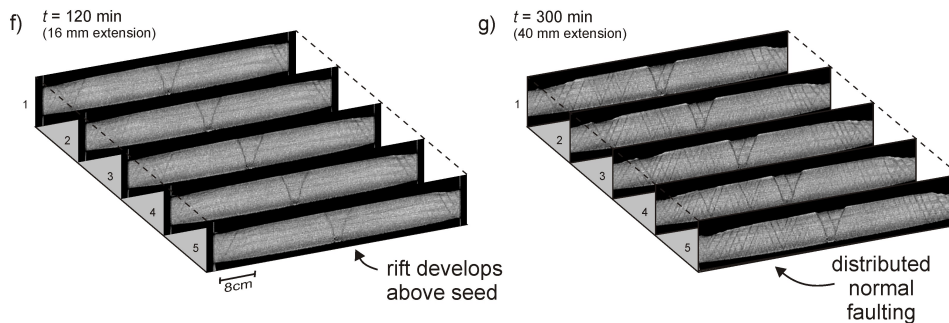 f)
t = 120 min
(16 mm extension)
1
2
3
4
5
8cm
rift develops
above seed
g)
t = 300 min
(40 mm extension)
1
2
3
4
5
distributed
normal
faulting